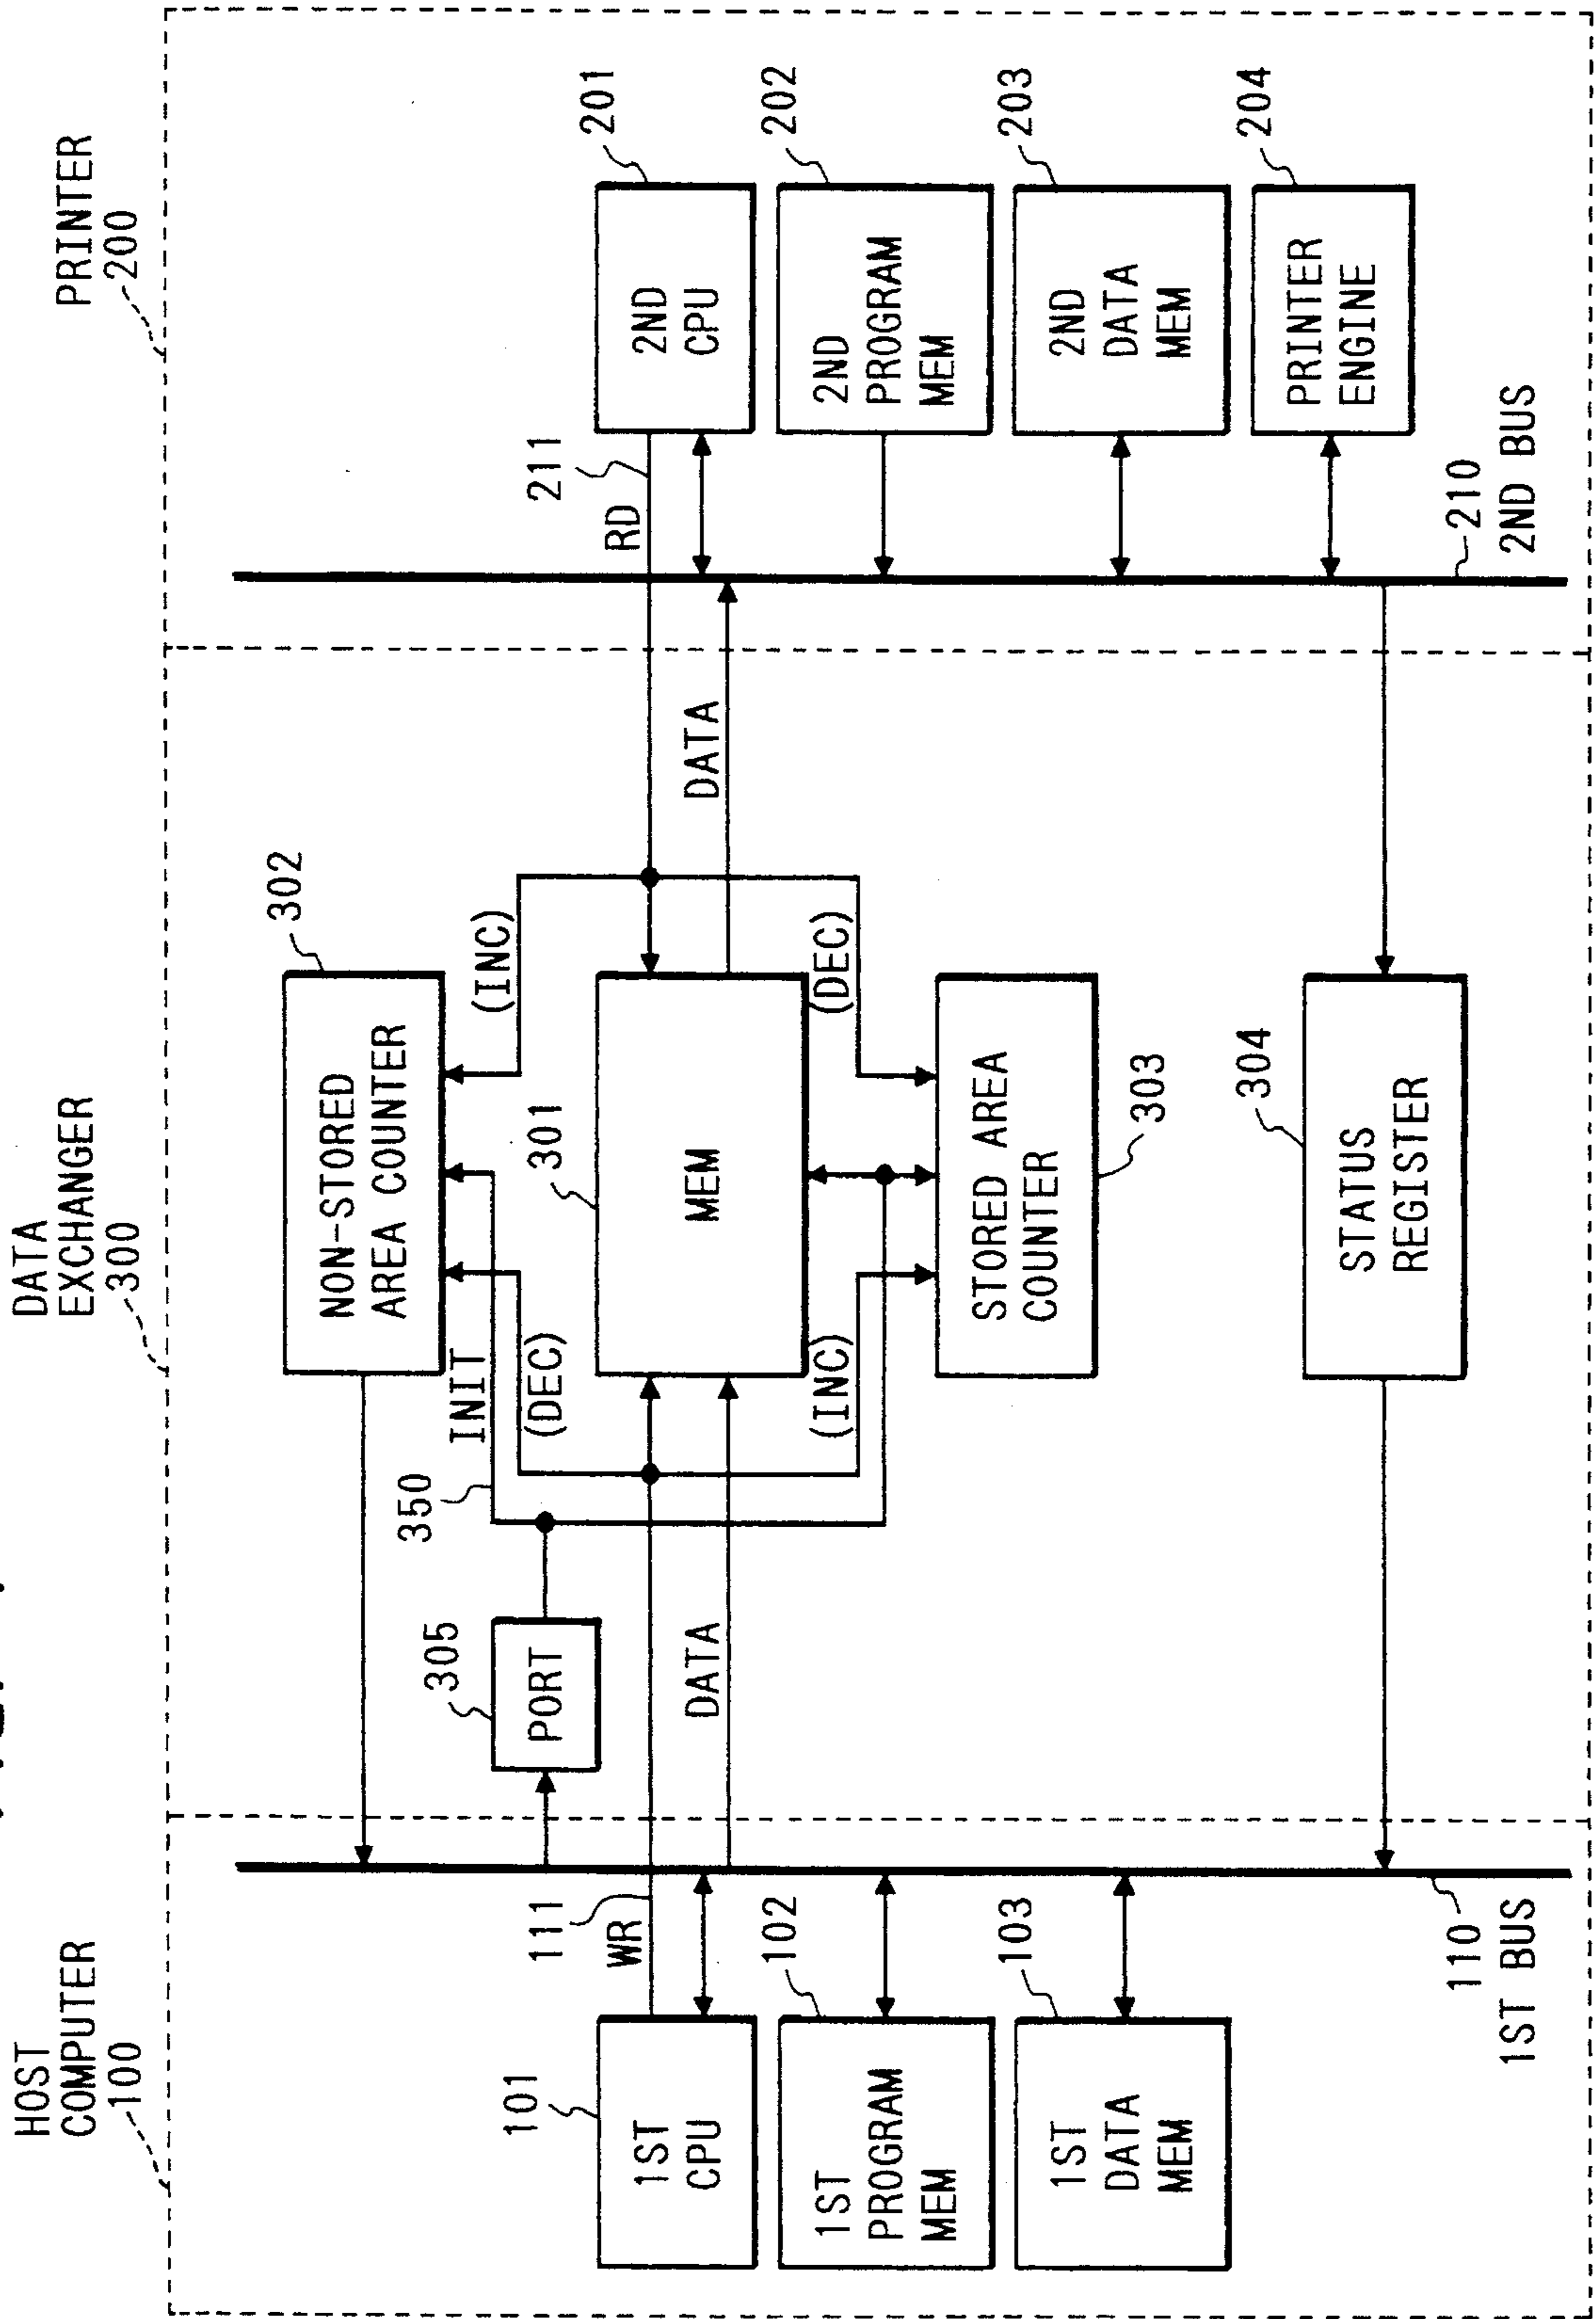 HOST
COMPUTER
100
DATA
EXCHANGER
300
PRINTER
200
101
1ST
CPU
111
WR
102
1ST
PROGRAM
MEM
103
1ST
DATA
MEM
110
1ST BUS
305
PORT
350
INIT
(DEC)
DATA
(INC)
302
NON-STORED
AREA COUNTER
(INC)
301
MEM
(DEC)
DATA
STORED AREA
COUNTER
303
304
STATUS
REGISTER
211
RD
201
2ND
CPU
202
2ND
PROGRAM
MEM
203
2ND
DATA
MEM
204
PRINTER
ENGINE
210
2ND BUS